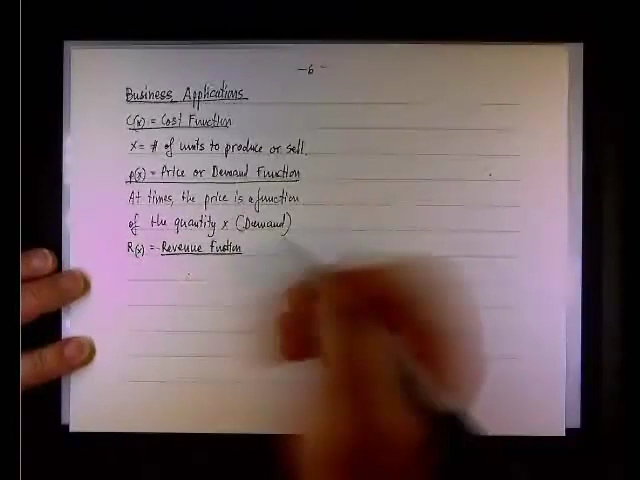 -6-
Business Applications
C(x) = Cost Function
x = # of units to produce or sell.
p(x) = Price or Demand Function
At times, the price is a function
of the quantity x (Demand)
R(x) = Revenue Fuction